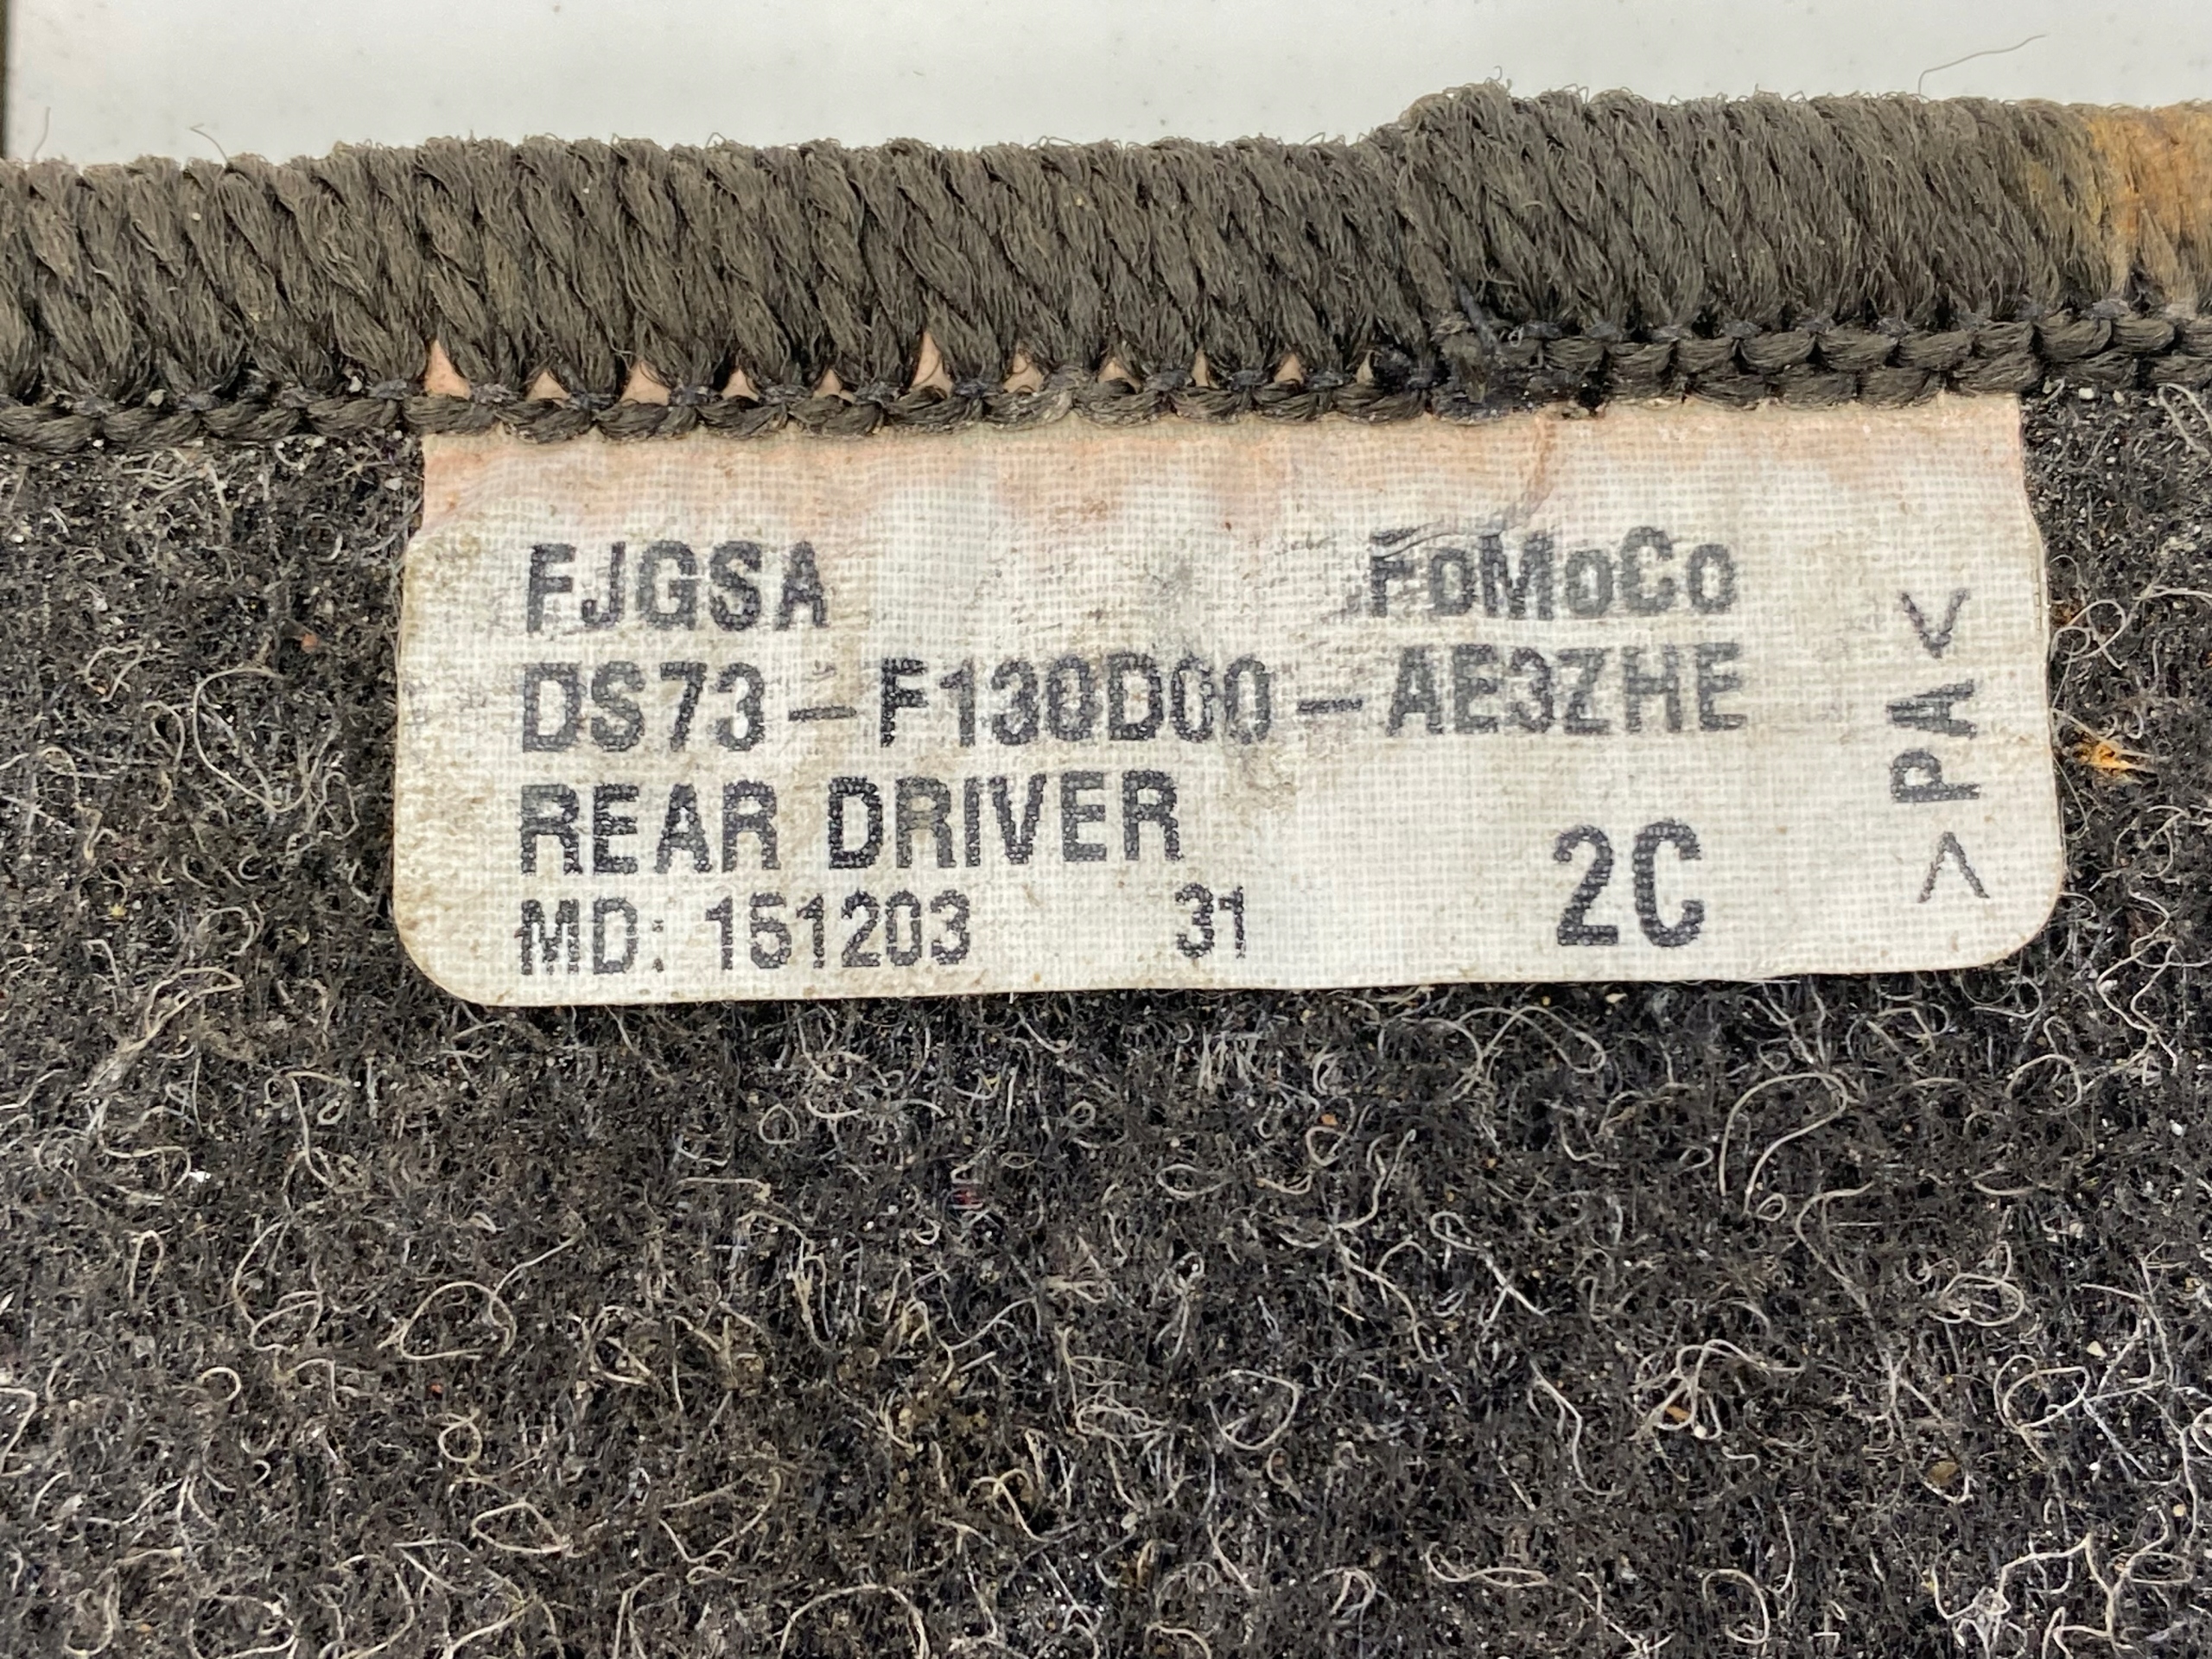 FJGSA FoMoCo
DS73-F130D00-AE3ZHE
REAR DRIVER
MD: 151203 31 2C
>PA<